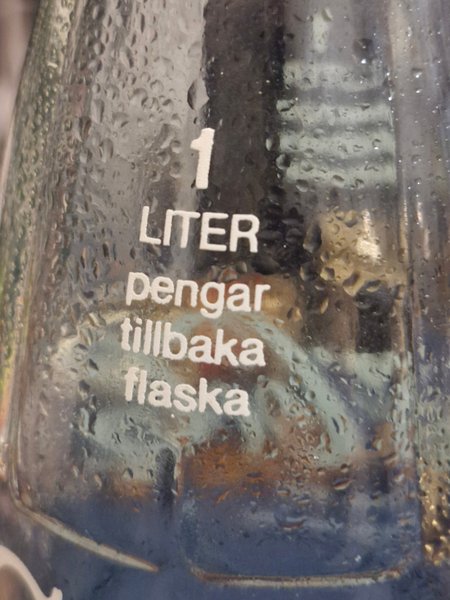 1
LITER
pengar
tillbaka
flaska